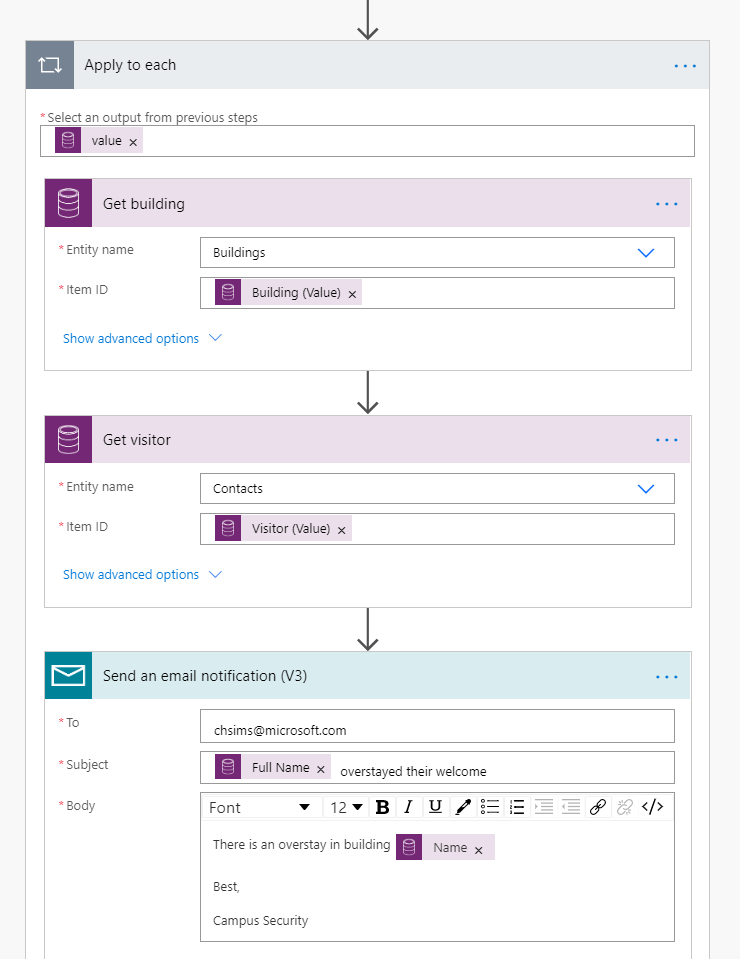 Apply to each
*Select an output from previous steps
value ×
Get building
*Entity name Buildings
*Item ID Building (Value) ×
Show advanced options
Get visitor
*Entity name Contacts
*Item ID Visitor (Value) ×
Show advanced options
Send an email notification (V3)
*To chsims@microsoft.com
*Subject Full Name × overstayed their welcome
*Body Font 12 B I U </>
There is an overstay in building Name ×
Best,
Campus Security